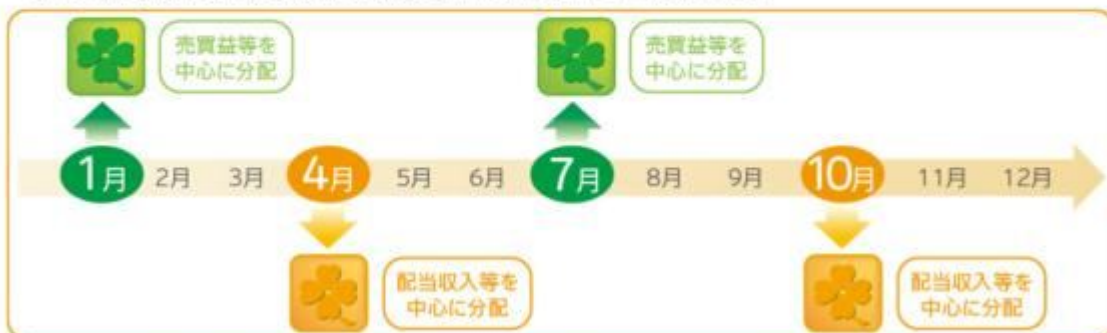 売買益等を
中心に分配
売買益等を
中心に分配
1月 2月 3月 4月 5月 6月 7月 8月 9月 10月 11月 12月
配当収入等を
中心に分配
配当収入等を
中心に分配